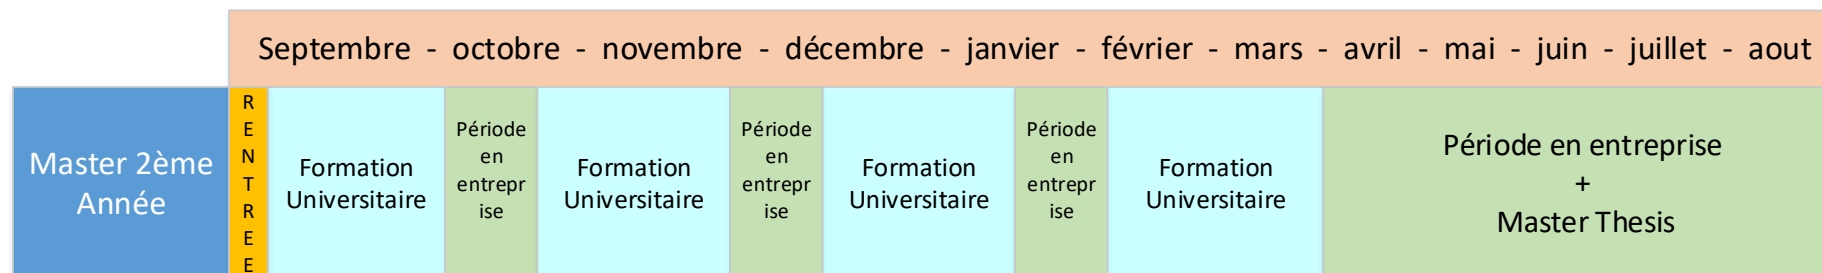 Septembre - octobre - novembre - décembre - janvier - février - mars - avril - mai - juin - juillet - aout
Master 2ème
Année
R
E
N
T
R
E
E
Formation
Universitaire
Période
en
entrepr
ise
Formation
Universitaire
Période
en
entrepr
ise
Formation
Universitaire
Période
en
entrepr
ise
Formation
Universitaire
Période en entreprise
+
Master Thesis